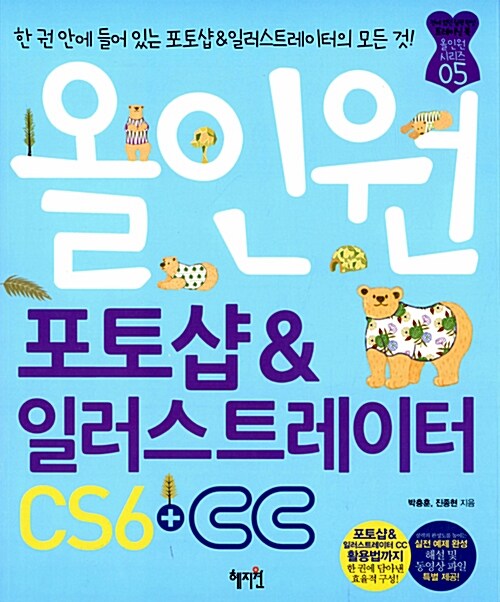 한 권 안에 들어 있는 포토샵&일러스트레이터의 모든 것!
올인원
시리즈
05
올인원
포토샵 &
일러스트레이터
CS6+CC
박충훈, 진종현 지음
포토샵&
일러스트레이터 CC
활용법까지
한 권에 담아낸
효율적 구성!
실전 예제 완성
해설 및
동영상 파일
특별 제공!
혜지원